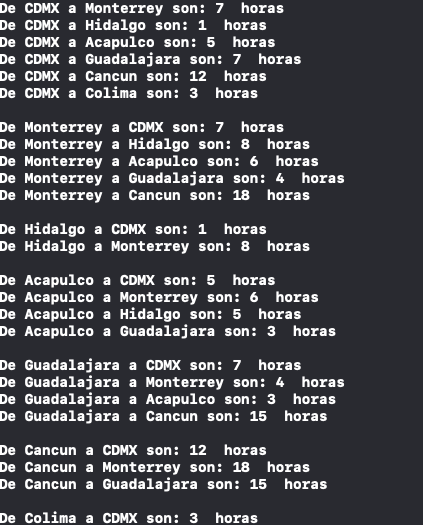 De CDMX a Monterrey son: 7  horas
De CDMX a Hidalgo son: 1  horas
De CDMX a Acapulco son: 5  horas
De CDMX a Guadalajara son: 7  horas
De CDMX a Cancun son: 12  horas
De CDMX a Colima son: 3  horas

De Monterrey a CDMX son: 7  horas
De Monterrey a Hidalgo son: 8  horas
De Monterrey a Acapulco son: 6  horas
De Monterrey a Guadalajara son: 4  horas
De Monterrey a Cancun son: 18  horas

De Hidalgo a CDMX son: 1  horas
De Hidalgo a Monterrey son: 8  horas

De Acapulco a CDMX son: 5  horas
De Acapulco a Monterrey son: 6  horas
De Acapulco a Hidalgo son: 5  horas
De Acapulco a Guadalajara son: 3  horas

De Guadalajara a CDMX son: 7  horas
De Guadalajara a Monterrey son: 4  horas
De Guadalajara a Acapulco son: 3  horas
De Guadalajara a Cancun son: 15  horas

De Cancun a CDMX son: 12  horas
De Cancun a Monterrey son: 18  horas
De Cancun a Guadalajara son: 15  horas

De Colima a CDMX son: 3  horas